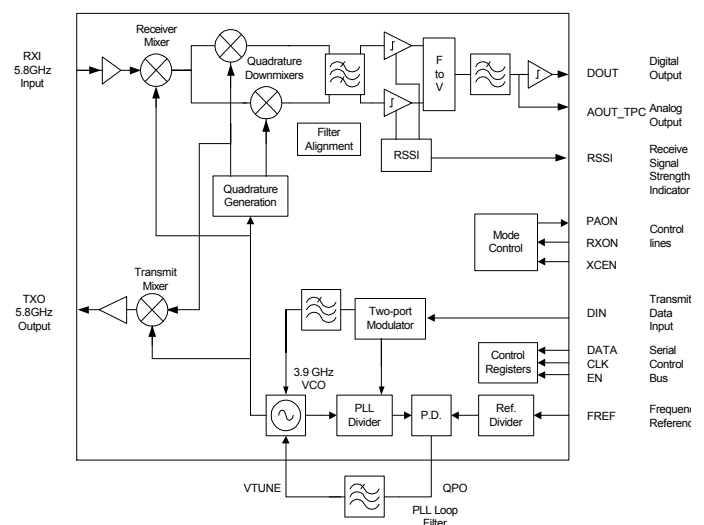 RXI
5.8GHz
Input
Receiver
Mixer
Quadrature
Downmixers
F
to
V
DOUT
Digital
Output
AOUT_TPC
Analog
Output
Filter
Alignment
RSSI
RSSI
Receive
Signal
Strength
Indicator
Quadrature
Generation
Mode
Control
PAON
RXON
XCEN
Control
lines
TXO
5.8GHz
Output
Transmit
Mixer
Two-port
Modulator
DIN
Transmit
Data
Input
3.9 GHz
VCO
Control
Registers
DATA
CLK
EN
Serial
Control
Bus
PLL
Divider
P.D.
Ref.
Divider
FREF
Frequenc
Referenc
VTUNE
QPO
PLL Loop
Filter